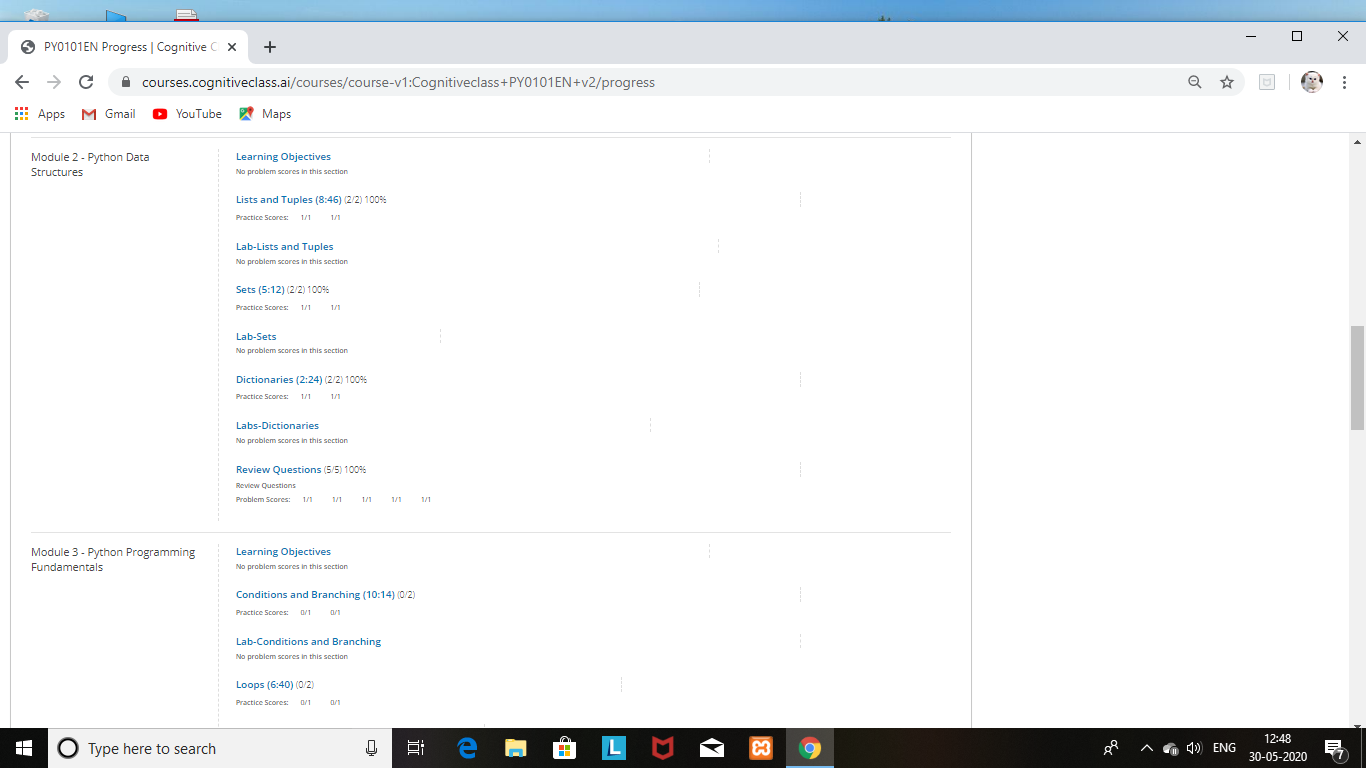 PY0101EN Progress | Cognitive C
courses.cognitiveclass.ai/courses/course-v1:Cognitiveclass+PY0101EN+v2/progress
Apps Gmail YouTube Maps
Module 2 - Python Data
Structures
Learning Objectives
No problem scores in this section
Lists and Tuples (8:46) (2/2) 100%
Practice Scores: 1/1 1/1
Lab-Lists and Tuples
No problem scores in this section
Sets (5:12) (2/2) 100%
Practice Scores: 1/1 1/1
Lab-Sets
No problem scores in this section
Dictionaries (2:24) (2/2) 100%
Practice Scores: 1/1 1/1
Labs-Dictionaries
No problem scores in this section
Review Questions (5/5) 100%
Review Questions
Problem Scores: 1/1 1/1 1/1 1/1 1/1
Module 3 - Python Programming
Fundamentals
Learning Objectives
No problem scores in this section
Conditions and Branching (10:14) (0/2)
Practice Scores: 0/1 0/1
Lab-Conditions and Branching
No problem scores in this section
Loops (6:40) (0/2)
Practice Scores: 0/1 0/1
Type here to search
L
ENG
12:48
30-05-2020
7